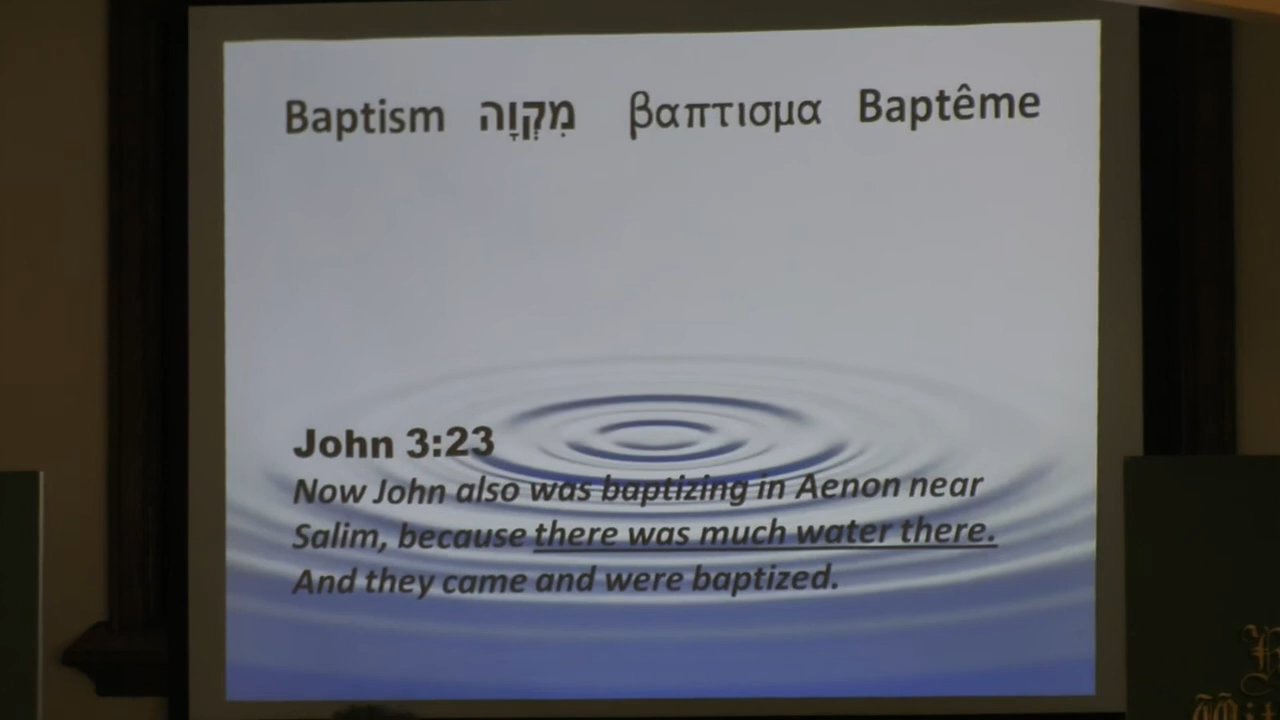 Baptism מִקְוָה βαπτισμα Baptême
John 3:23
Now John also was baptizing in Aenon near
Salim, because there was much water there.
And they came and were baptized.